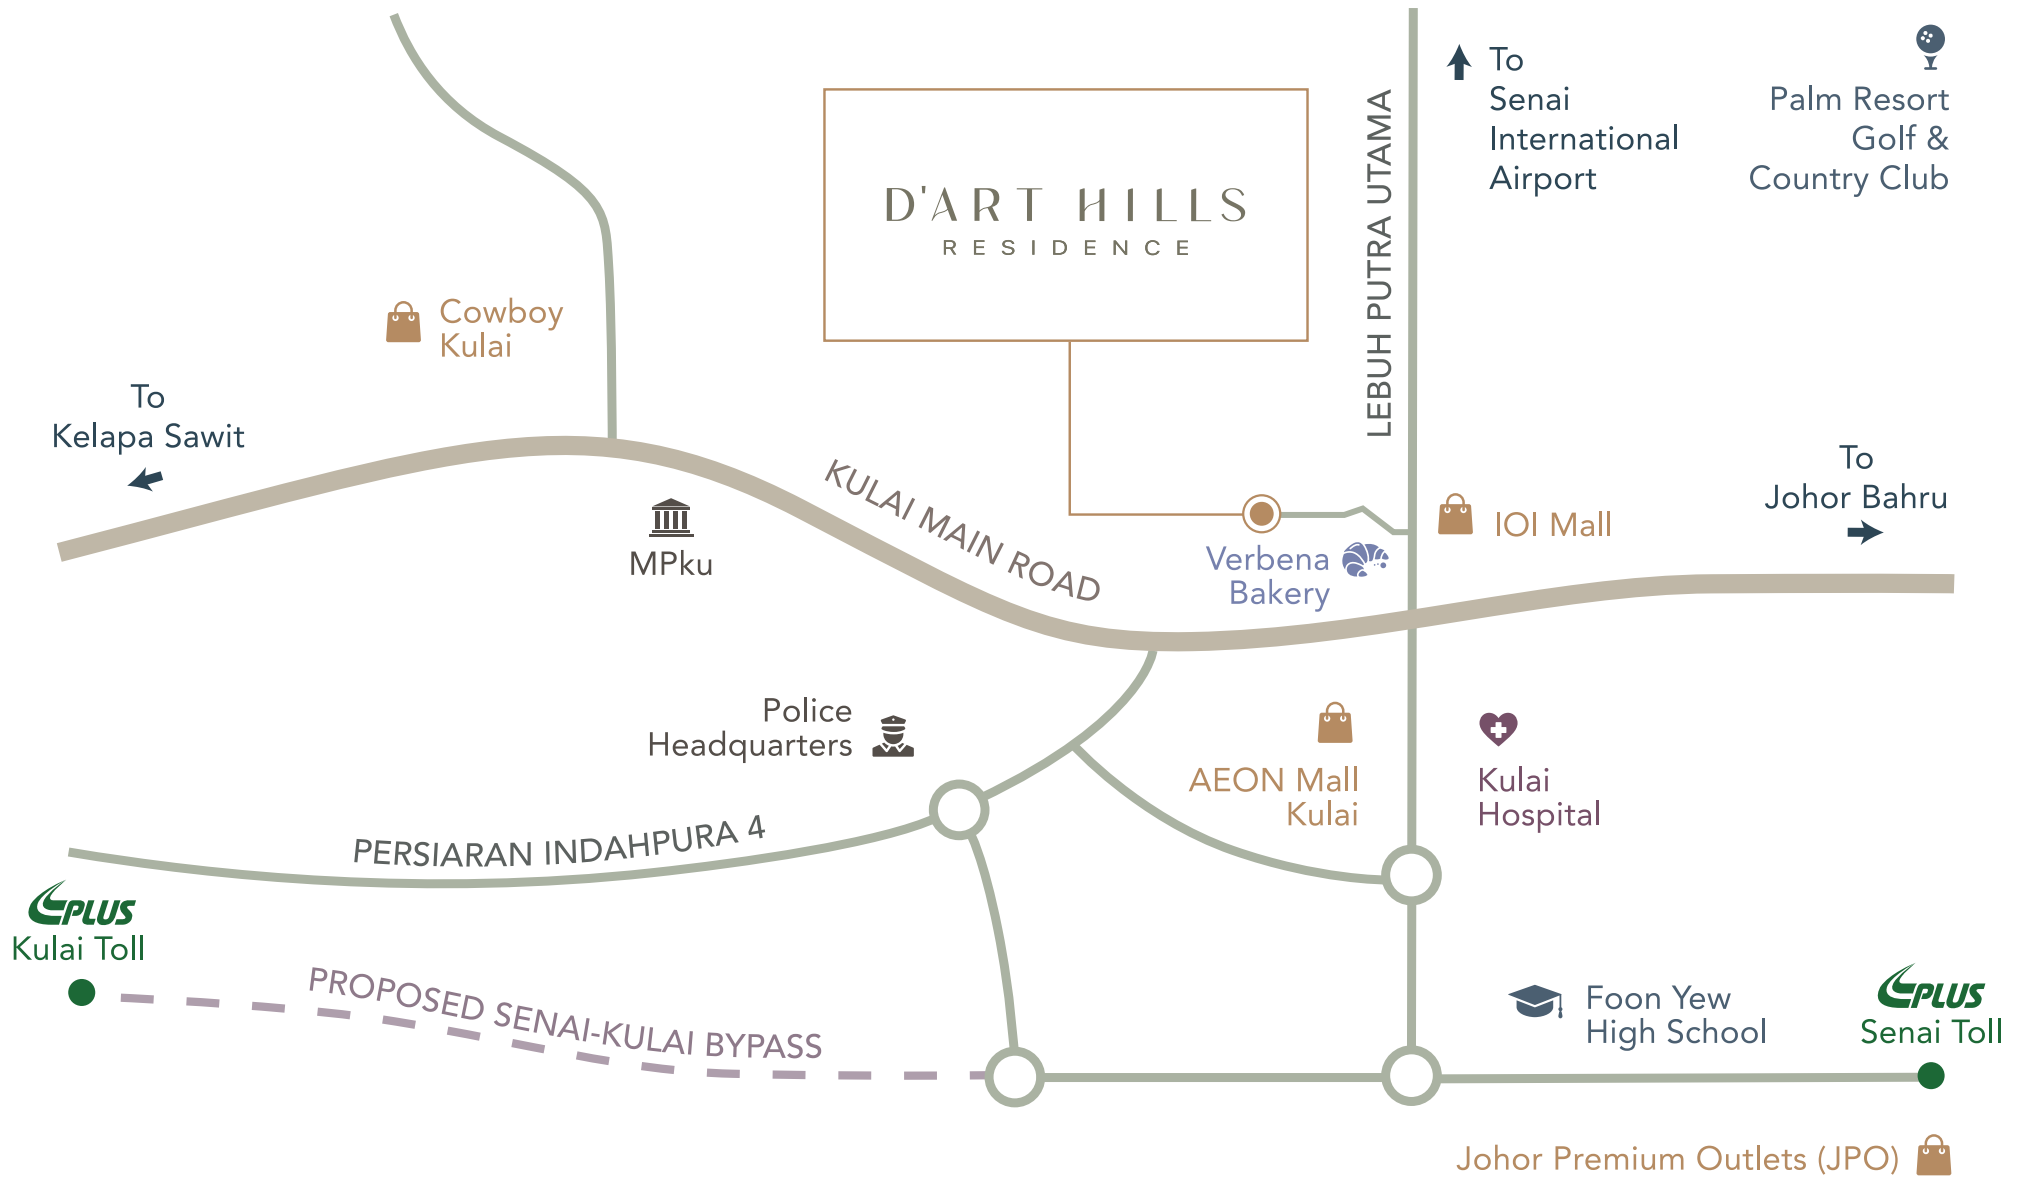 To
Senai
International
Airport
Palm Resort
Golf &
Country Club
LEBUH PUTRA UTAMA
D'ART HILLS
RESIDENCE
Cowboy
Kulai
To
Kelapa Sawit
KULAI MAIN ROAD
To
Johor Bahru
IOI Mall
MPku
Verbena
Bakery
Police
Headquarters
AEON Mall
Kulai
Kulai
Hospital
PERSIARAN INDAHPURA 4
PLUS
Kulai Toll
PROPOSED SENAI-KULAI BYPASS
Foon Yew
High School
PLUS
Senai Toll
Johor Premium Outlets (JPO)